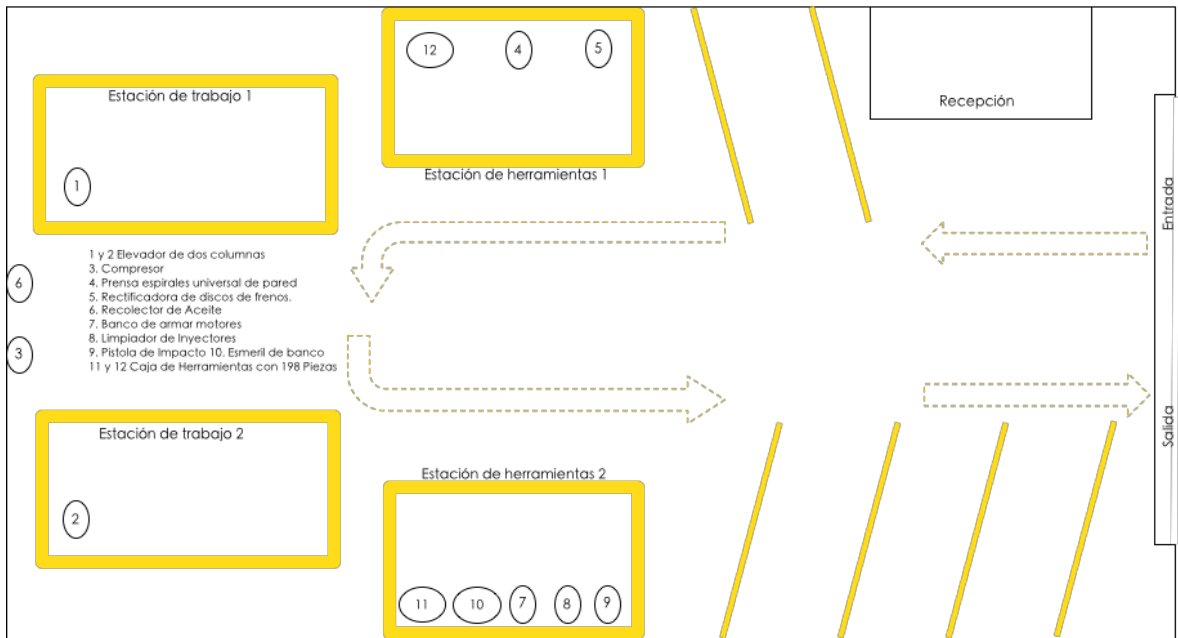 12
4
5
Estación de trabajo 1
Recepción
Estación de herramientas 1
1
Entrada
1 y 2 Elevador de dos columnas
3. Compresor
4. Prensa espirales universal de pared
5. Rectificadora de discos de frenos.
6. Recolector de Aceite
7. Banco de armar motores
8. Limpiador de Inyectores
9. Pistola de Impacto 10. Esmeril de banco
11 y 12 Caja de Herramientas con 198 Piezas
6
3
Salida
Estación de trabajo 2
Estación de herramientas 2
2
11
10
7
8
9